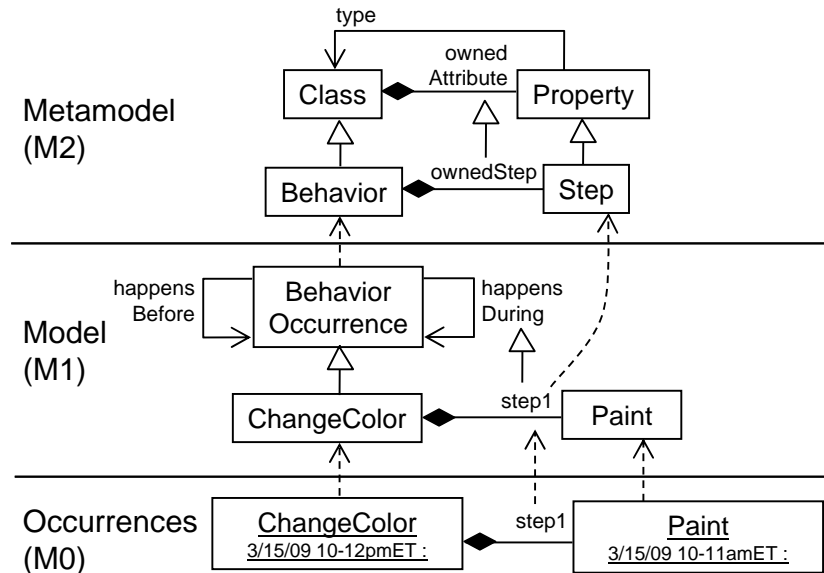 type
owned
Attribute
Class
Property
Metamodel
(M2)
ownedStep
Behavior
Step
happens
Before
Behavior
Occurrence
happens
During
Model
(M1)
step1
ChangeColor
Paint
Occurrences
(M0)
ChangeColor
3/15/09 10-12pmET :
step1
Paint
3/15/09 10-11amET :